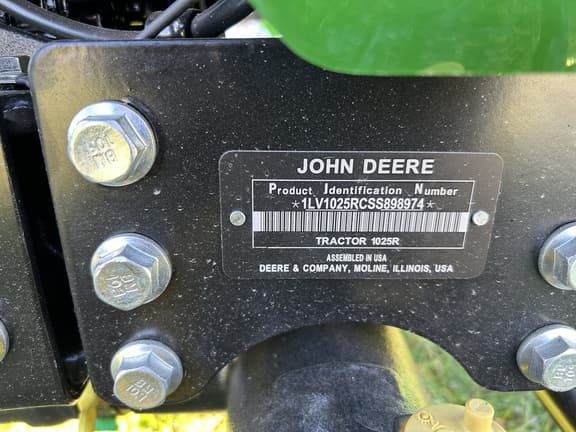 JOHN DEERE
Product Identification Number
*1LV1025RCSS898974*
TRACTOR 1025R
ASSEMBLED IN USA
DEERE & COMPANY, MOLINE, ILLINOIS, USA